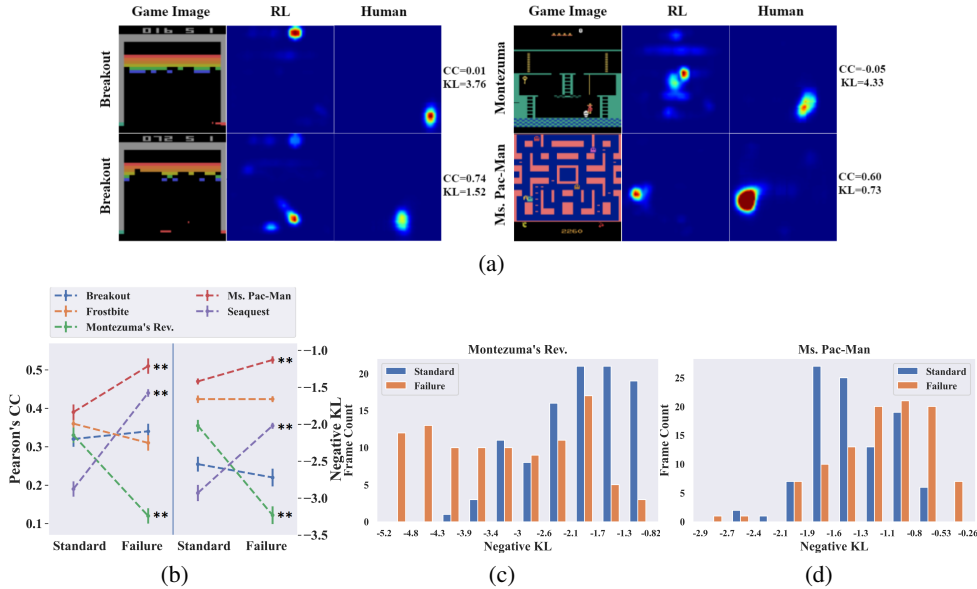 Game Image RL Human
Breakout
016 5 1
CC=0.01
KL=3.76
Breakout
072 5 1
CC=0.74
KL=1.52
Game Image RL Human
Montezuma
CC=-0.05
KL=4.33
Ms. Pac-Man
2260
CC=0.60
KL=0.73
(a)
Breakout
Frostbite
Montezuma's Rev.
Ms. Pac-Man
Seaquest
Pearson's CC
0.5
0.4
0.3
0.2
0.1
**
**
**
Standard Failure
**
**
**
Standard Failure
−1.0
−1.5
−2.0
−2.5
−3.0
−3.5
Negative KL
(b)
Montezuma's Rev.
Standard
Failure
Frame Count
20
15
10
5
0
-5.2 -4.8 -4.3 -3.9 -3.4 -3 -2.6 -2.1 -1.7 -1.3 -0.82
Negative KL
(c)
Ms. Pac-Man
Standard
Failure
Frame Count
25
20
15
10
5
0
-2.9 -2.7 -2.4 -2.1 -1.9 -1.6 -1.3 -1.1 -0.8 -0.53 -0.26
Negative KL
(d)